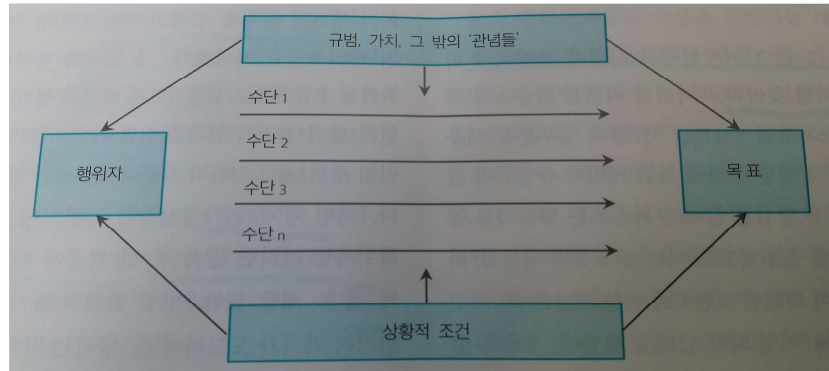 규범, 가치, 그 밖의 '관념들'
수단 1
수단 2
행위자
목표
수단 3
수단 n
상황적 조건